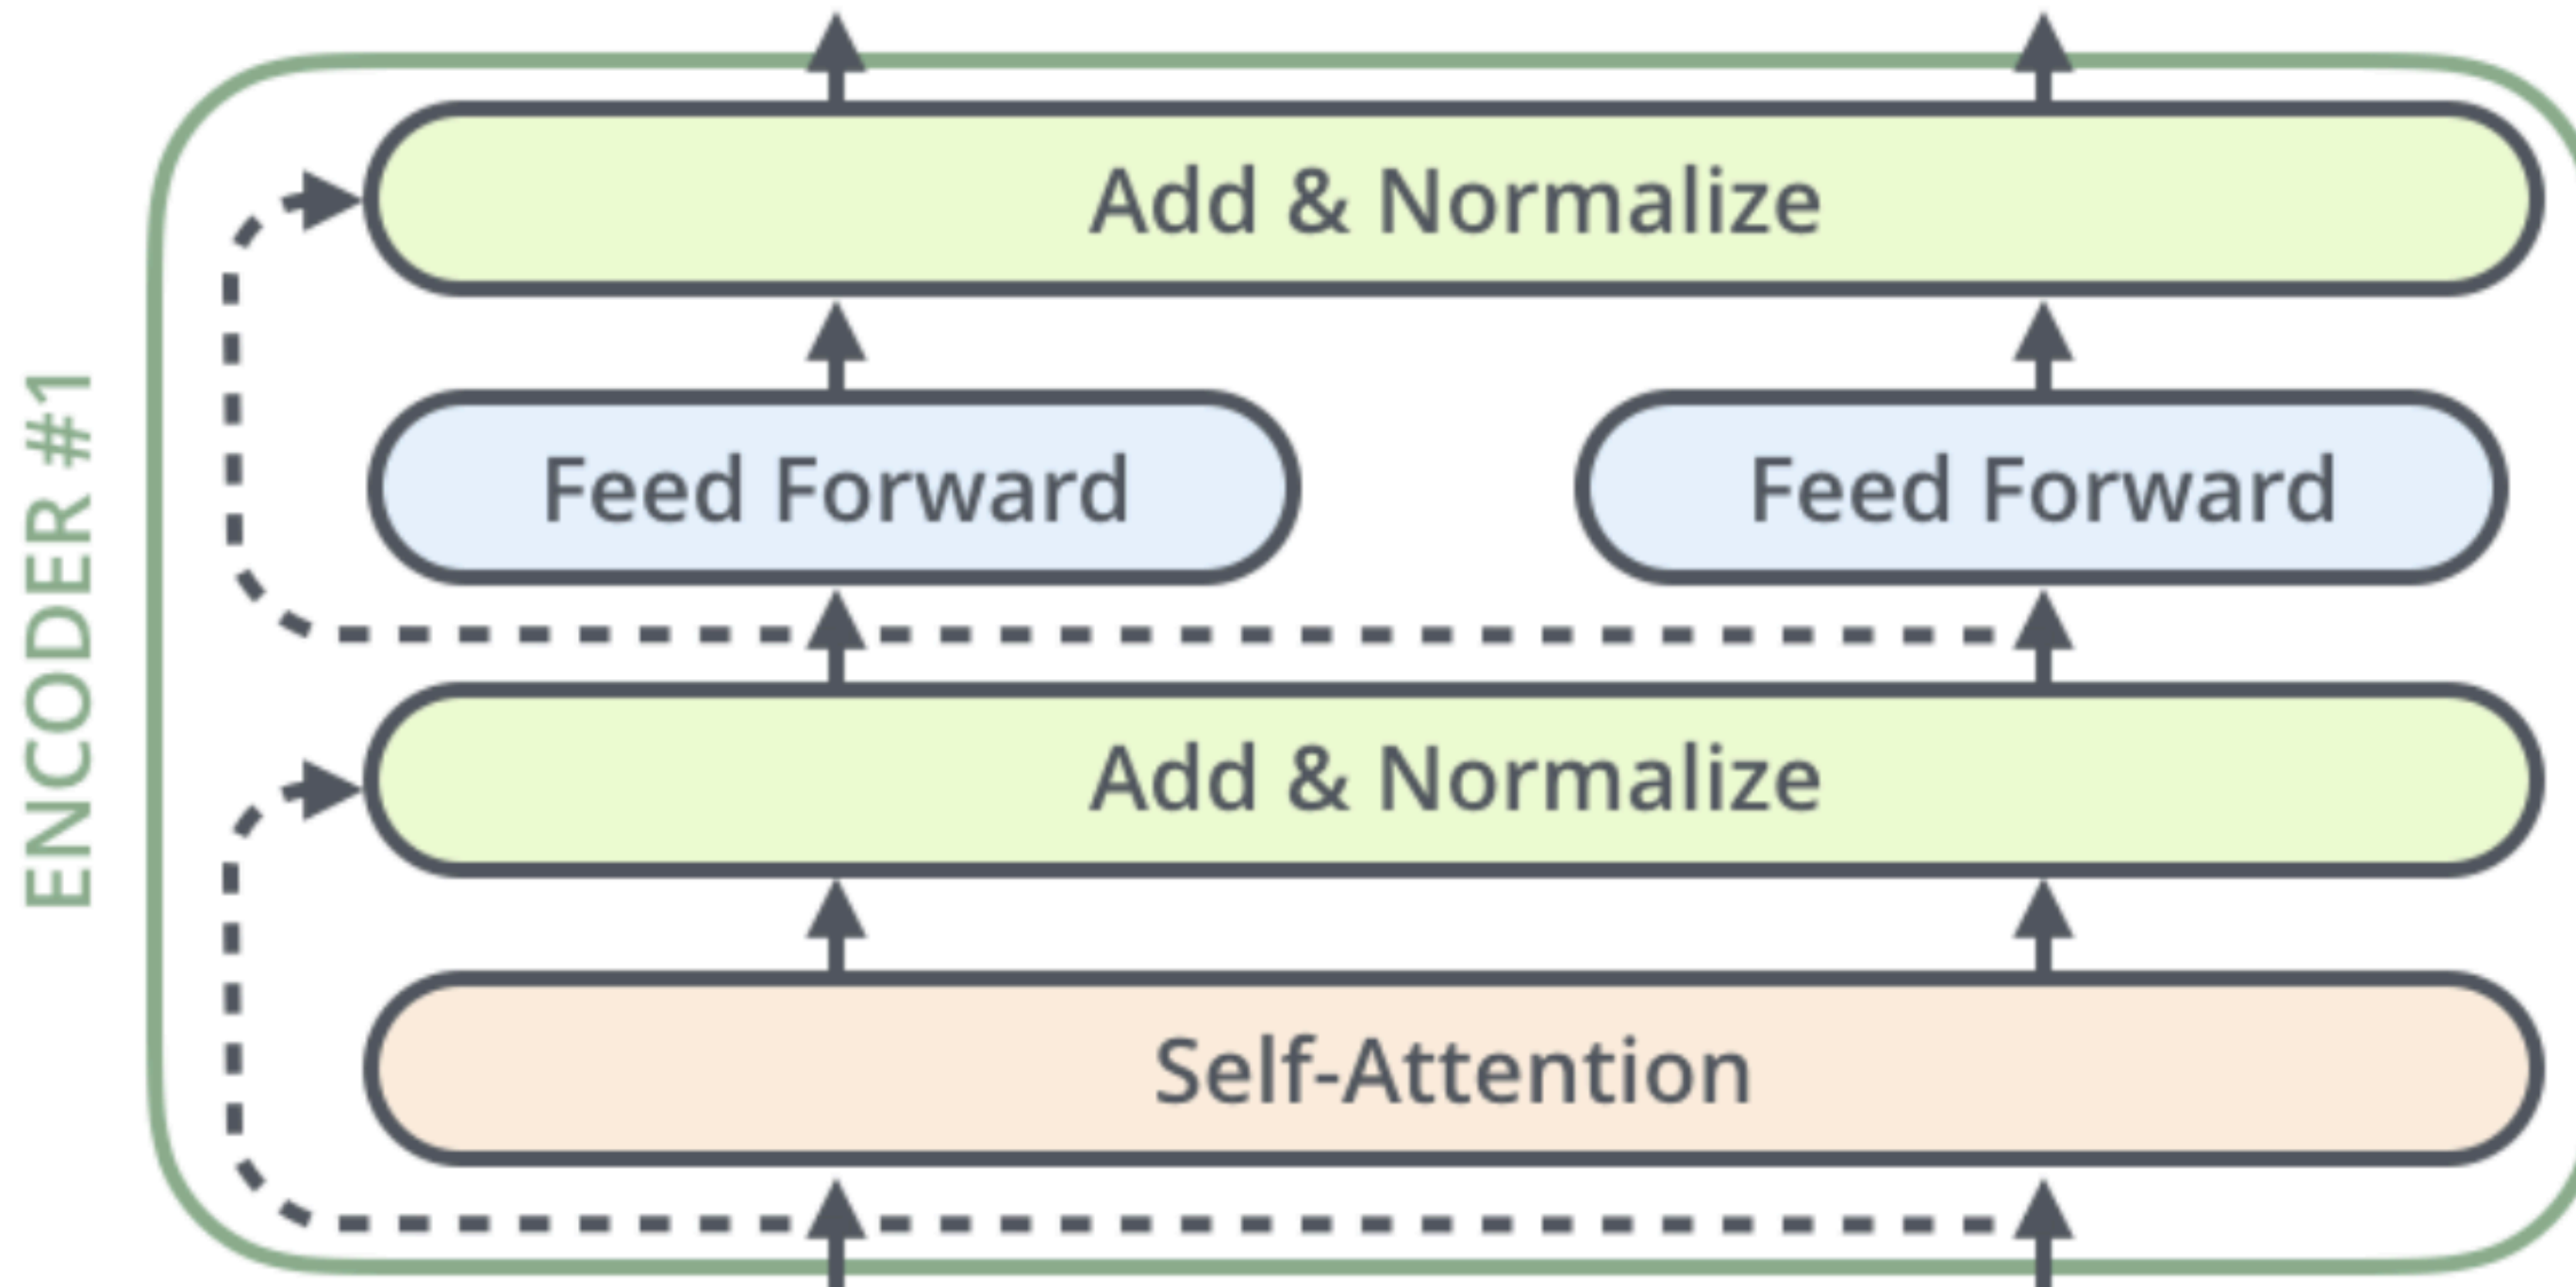 ENCODER #1
Add & Normalize
Feed Forward
Feed Forward
Add & Normalize
Self-Attention